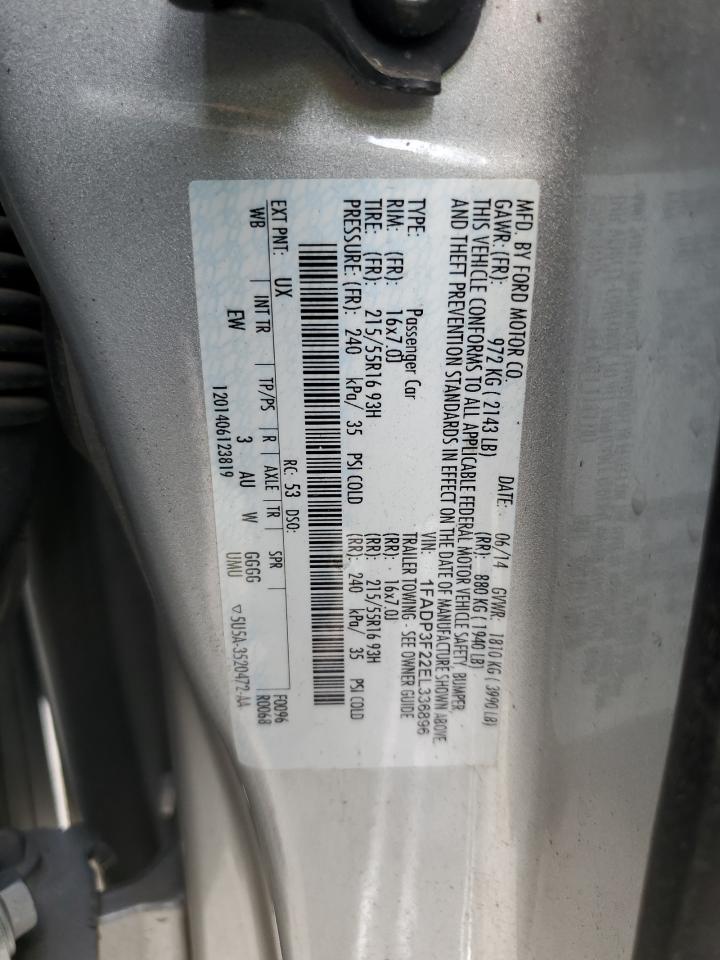 MFD. BY FORD MOTOR CO.
DATE: 06/14 GVWR: 1810 KG ( 3990 LB)
GAWR: (FR): 972 KG ( 2143 LB) (RR): 880 KG ( 1940 LB)
THIS VEHICLE CONFORMS TO ALL APPLICABLE FEDERAL MOTOR VEHICLE SAFETY, BUMPER,
AND THEFT PREVENTION STANDARDS IN EFFECT ON THE DATE OF MANUFACTURE SHOWN ABOVE
VIN: 1FADP3F22EL336896
TYPE: Passenger Car TRAILER TOWING - SEE OWNER GUIDE
RIM: (FR): 16x7.0J (RR): 16x7.0J
TIRE: (FR): 215/55R16 93H (RR): 215/55R16 93H
PRESSURE: (FR): 240 kPa/ 35 PSI COLD (RR): 240 kPa/ 35 PSI COLD
EXT PNT: UX RC: 53 DSO: F0096
WB INT TR TP/PS R AXLE TR SPR R0068
EW 3 AU W GGGG
UMU
1201406123819 ▽5U5A-3520472-AA